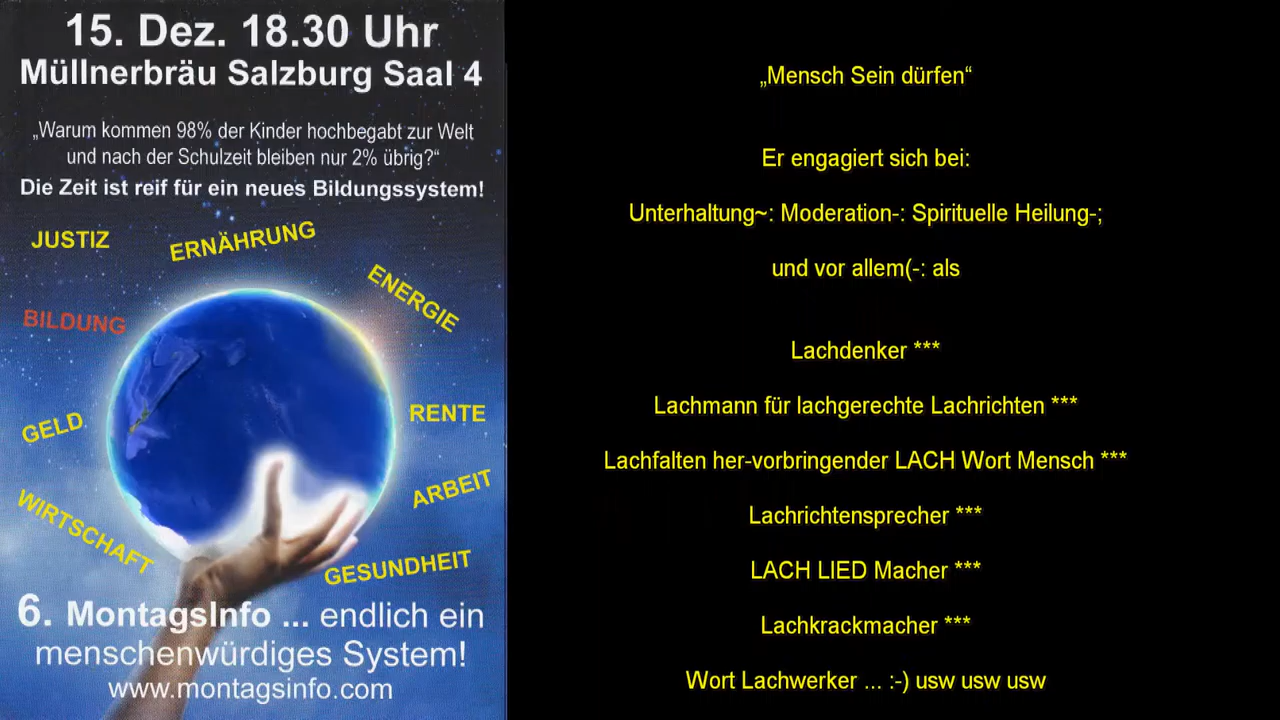 15. Dez. 18.30 Uhr
Müllnerbräu Salzburg Saal 4
„Warum kommen 98% der Kinder hochbegabt zur Welt
und nach der Schulzeit bleiben nur 2% übrig?“
Die Zeit ist reif für ein neues Bildungssystem!
JUSTIZ
ERNÄHRUNG
ENERGIE
BILDUNG
GELD
RENTE
ARBEIT
WIRTSCHAFT
GESUNDHEIT
6. MontagsInfo ... endlich ein
menschenwürdiges System!
www.montagsinfo.com
„Mensch Sein dürfen“
Er engagiert sich bei:
Unterhaltung~: Moderation-: Spirituelle Heilung-;
und vor allem(-: als
Lachdenker ***
Lachmann für lachgerechte Lachrichten ***
Lachfalten her-vorbringender LACH Wort Mensch ***
Lachrichtensprecher ***
LACH LIED Macher ***
Lachkrackmacher ***
Wort Lachwerker ... :-) usw usw usw